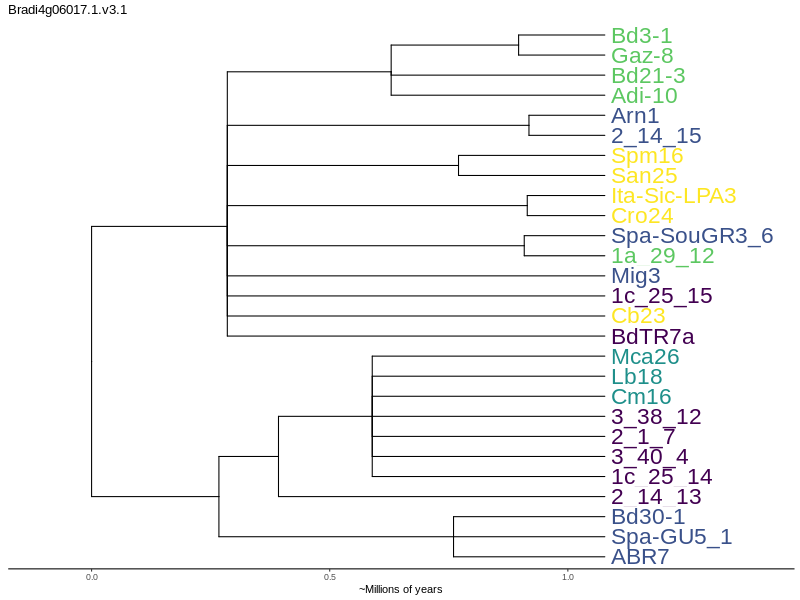 Bradi4g06017.1.v3.1
Bd3-1
Gaz-8
Bd21-3
Adi-10
Arn1
2_14_15
Spm16
San25
Ita-Sic-LPA3
Cro24
Spa-SouGR3_6
1a_29_12
Mig3
1c_25_15
Cb23
BdTR7a
Mca26
Lb18
Cm16
3_38_12
2_1_7
3_40_4
1c_25_14
2_14_13
Bd30-1
Spa-GU5_1
ABR7
0.0 0.5 1.0
~Millions of years